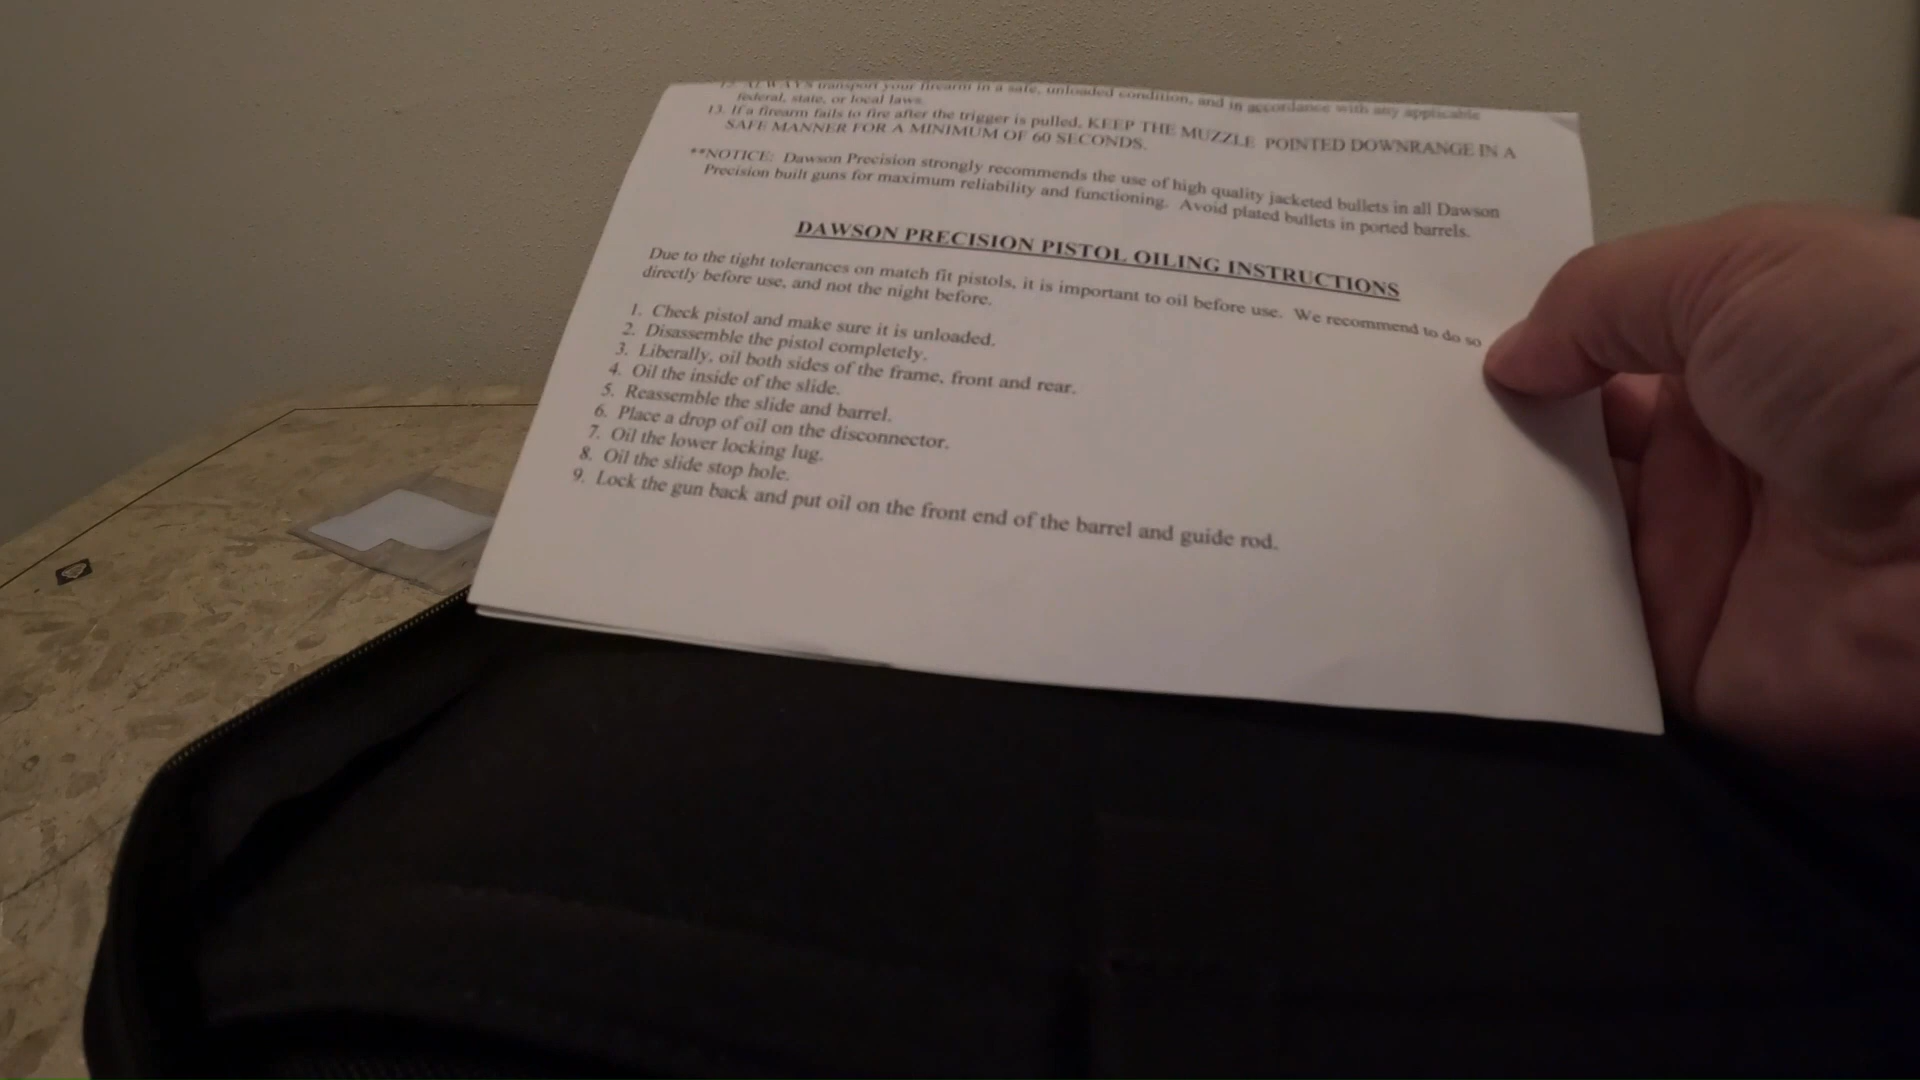 12. ALWAYS transport your firearm in a safe, unloaded condition, and in accordance with any applicable
federal, state, or local laws.
13. If a firearm fails to fire after the trigger is pulled, KEEP THE MUZZLE POINTED DOWNRANGE IN A
SAFE MANNER FOR A MINIMUM OF 60 SECONDS.
**NOTICE: Dawson Precision strongly recommends the use of high quality jacketed bullets in all Dawson
Precision built guns for maximum reliability and functioning. Avoid plated bullets in ported barrels.
DAWSON PRECISION PISTOL OILING INSTRUCTIONS
Due to the tight tolerances on match fit pistols, it is important to oil before use. We recommend to do so
directly before use, and not the night before.
1. Check pistol and make sure it is unloaded.
2. Disassemble the pistol completely.
3. Liberally, oil both sides of the frame, front and rear.
4. Oil the inside of the slide.
5. Reassemble the slide and barrel.
6. Place a drop of oil on the disconnector.
7. Oil the lower locking lug.
8. Oil the slide stop hole.
9. Lock the gun back and put oil on the front end of the barrel and guide rod.